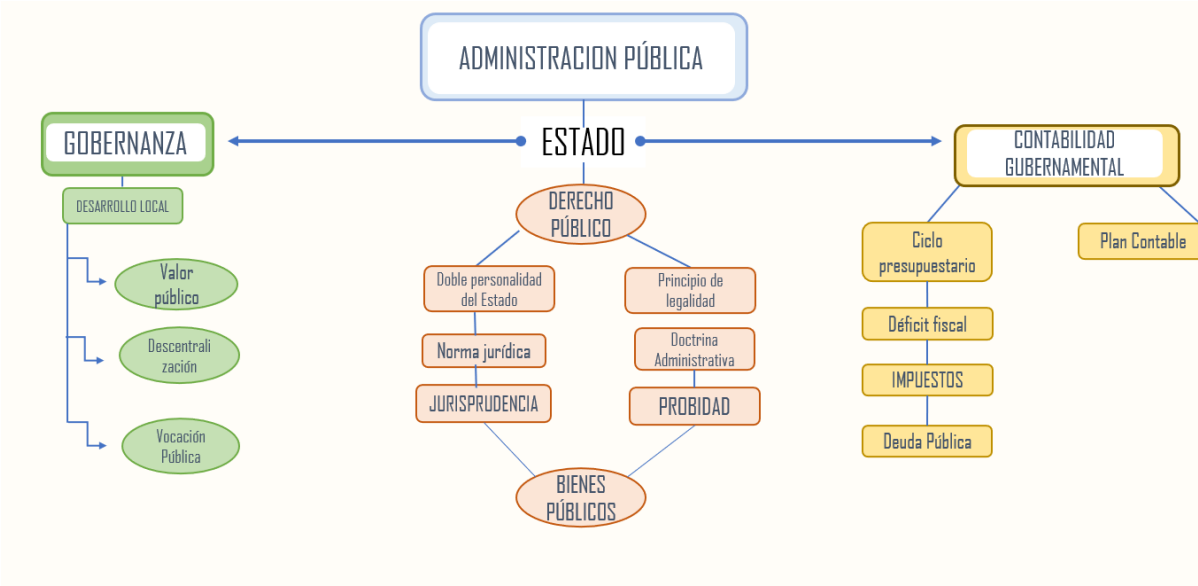 ADMINISTRACION PÚBLICA
ESTADO
GOBERNANZA
DESARROLLO LOCAL
Valor
público
Descentrali
zación
Vocación
Pública
DERECHO
PÚBLICO
Doble personalidad
del Estado
Norma jurídica
JURISPRUDENCIA
Principio de
legalidad
Doctrina
Administrativa
PROBIDAD
BIENES
PÚBLICOS
CONTABILIDAD
GUBERNAMENTAL
Ciclo
presupuestario
Déficit fiscal
IMPUESTOS
Deuda Pública
Plan Contable